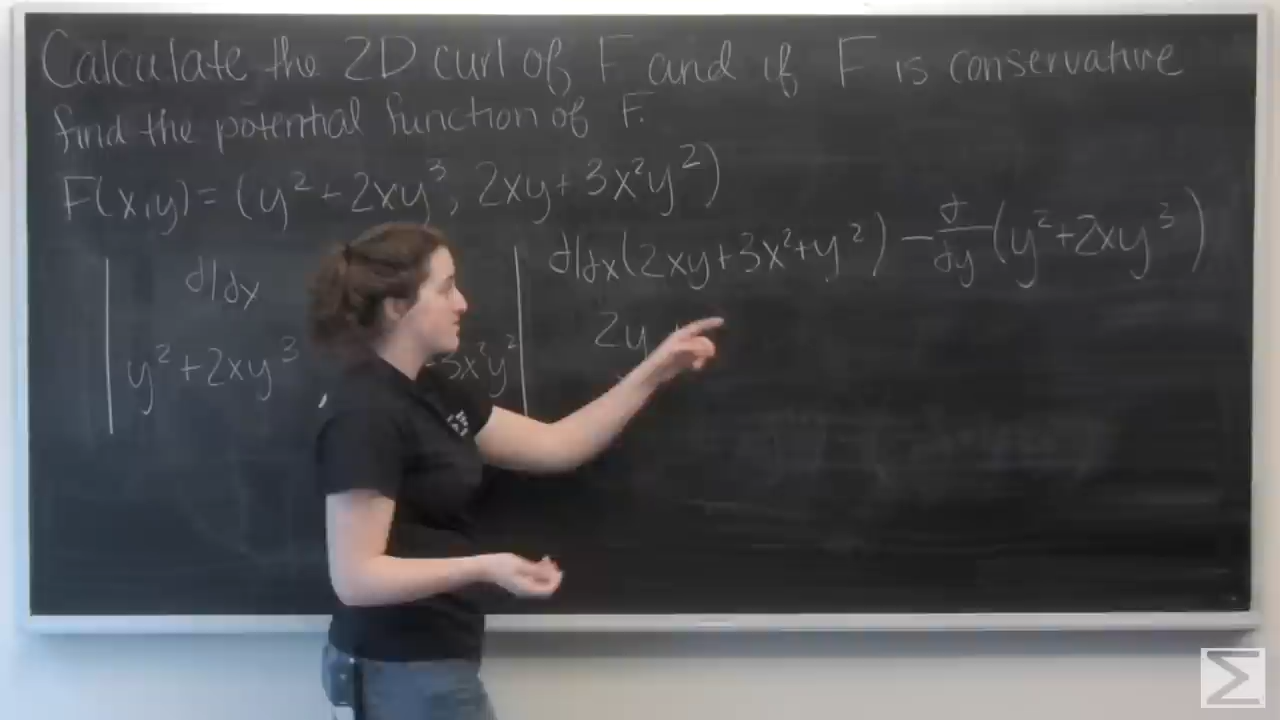 Calculate the 2D curl of F and if F is conservative
find the potential function of F.
F(x,y) = (y² + 2xy³, 2xy + 3x²y²)
d/dx
y² + 2xy³
3x²y²
d/dx(2xy + 3x² + y²) - d/dy(y² + 2xy³)
2y
Σ